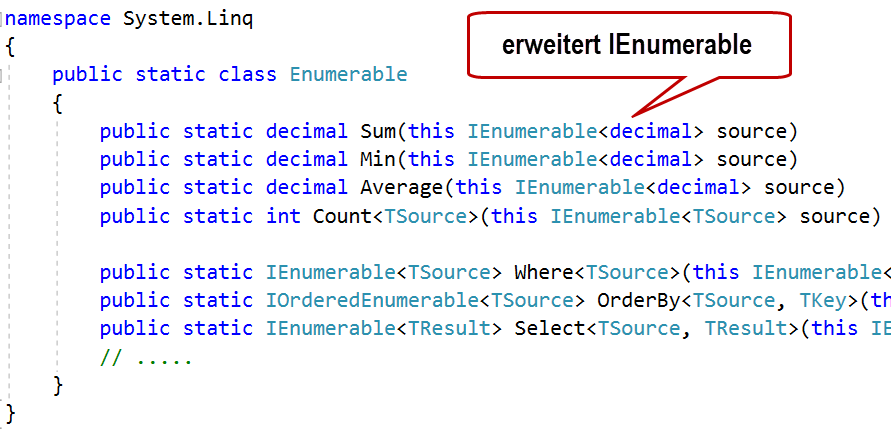 namespace System.Linq
{
erweitert IEnumerable
public static class Enumerable
{
public static decimal Sum(this IEnumerable<decimal> source)
public static decimal Min(this IEnumerable<decimal> source)
public static decimal Average(this IEnumerable<decimal> source)
public static int Count<TSource>(this IEnumerable<TSource> source)
public static IEnumerable<TSource> Where<TSource>(this IEnumerable<
public static IOrderedEnumerable<TSource> OrderBy<TSource, TKey>(th
public static IEnumerable<TResult> Select<TSource, TResult>(this IE
// .....
}
}